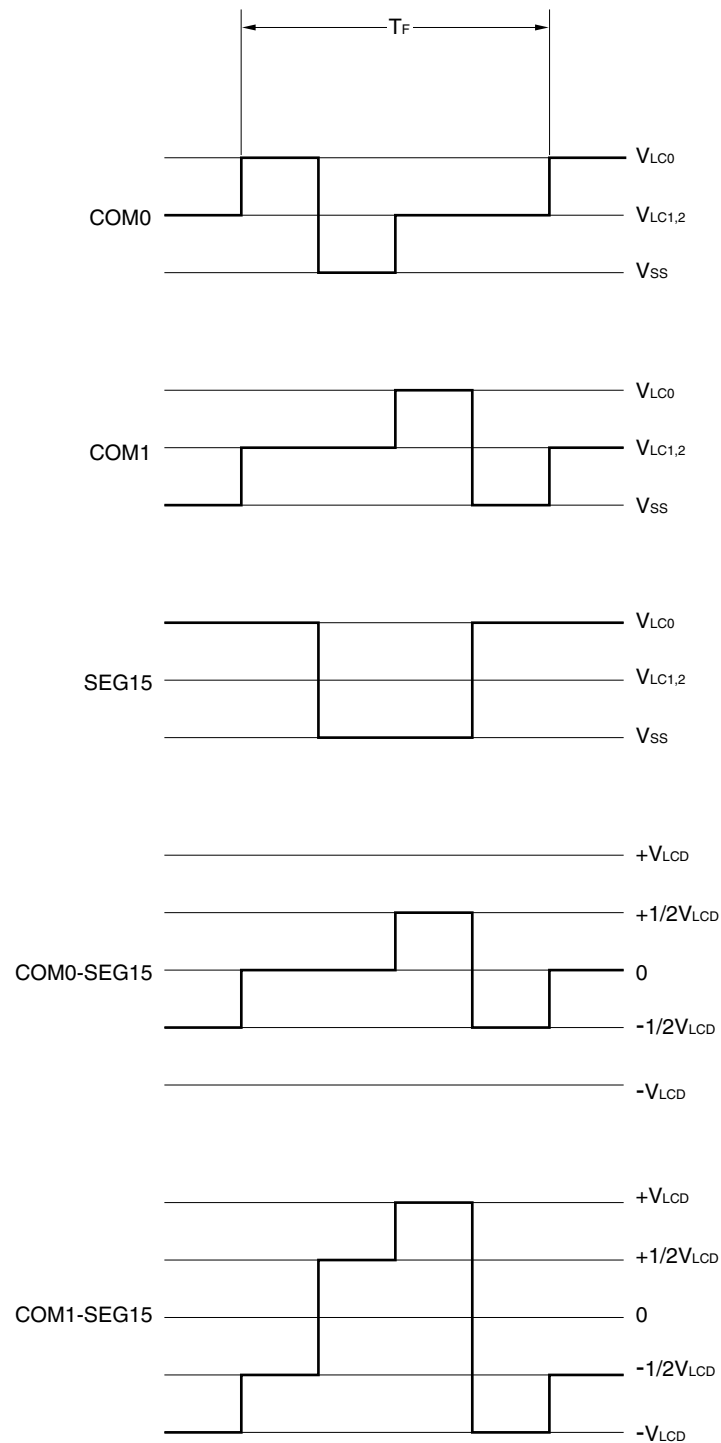 TF
VLC0
COM0
VLC1,2
VSS
VLC0
COM1
VLC1,2
VSS
VLC0
SEG15
VLC1,2
VSS
+VLCD
+1/2VLCD
COM0-SEG15
0
-1/2VLCD
-VLCD
+VLCD
+1/2VLCD
COM1-SEG15
0
-1/2VLCD
-VLCD